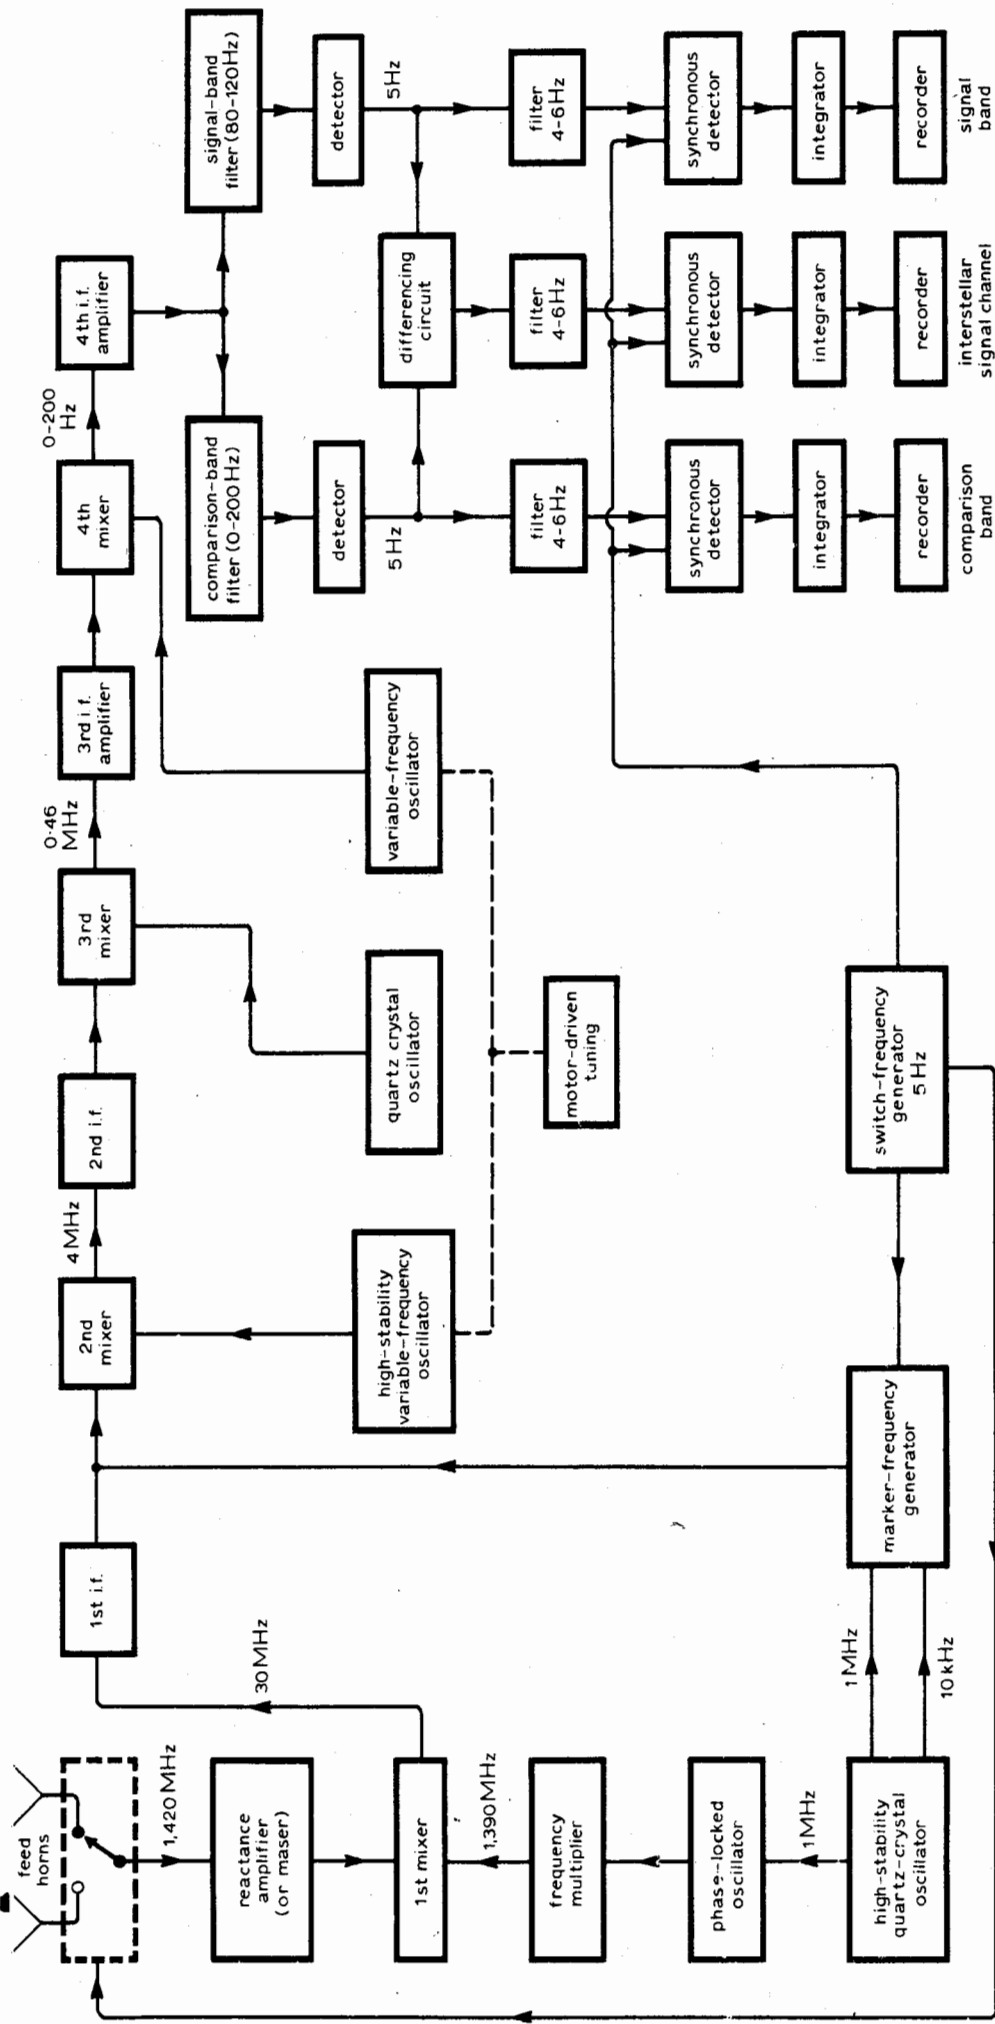 feed
horns
1,420 MHz
reactance
amplifier
(or maser)
1st mixer
1,390 MHz
frequency
multiplier
phase-locked
oscillator
1 MHz
high-stability
quartz-crystal
oscillator
30 MHz
1st i.f.
1 MHz
10 kHz
marker-frequency
generator
2nd
mixer
4 MHz
high-stability
variable-frequency
oscillator
2nd i.f.
switch-frequency
generator
5 Hz
motor-driven
tuning
quartz crystal
oscillator
3rd
mixer
0·46
MHz
3rd i.f.
amplifier
variable-frequency
oscillator
4th
mixer
0-200
Hz
4th i.f.
amplifier
comparison-band
filter (0-200 Hz)
detector
5 Hz
filter
4-6 Hz
synchronous
detector
integrator
recorder
comparison
band
differencing
circuit
filter
4-6 Hz
synchronous
detector
integrator
recorder
interstellar
signal channel
signal-band
filter (80-120 Hz)
detector
5 Hz
filter
4-6 Hz
synchronous
detector
integrator
recorder
signal
band